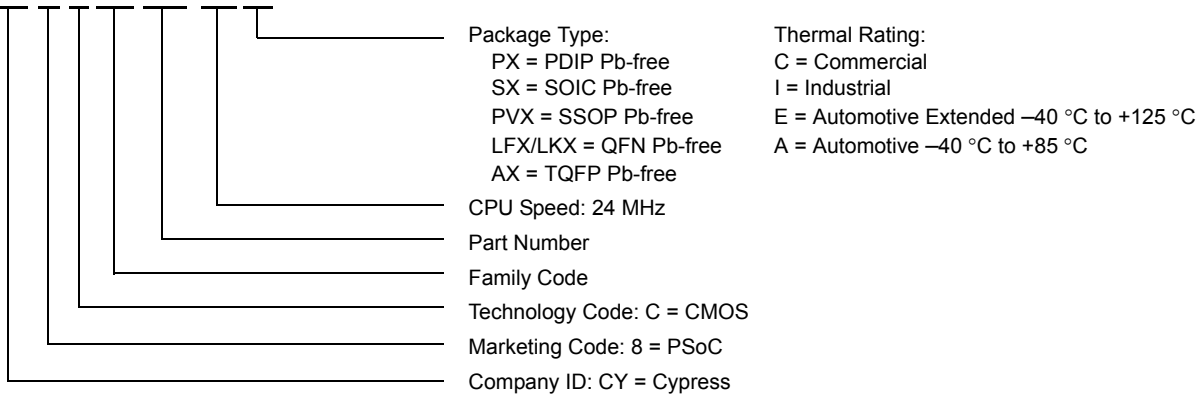 Package Type:
PX = PDIP Pb-free
SX = SOIC Pb-free
PVX = SSOP Pb-free
LFX/LKX = QFN Pb-free
AX = TQFP Pb-free
Thermal Rating:
C = Commercial
I = Industrial
E = Automotive Extended –40 °C to +125 °C
A = Automotive –40 °C to +85 °C
CPU Speed: 24 MHz
Part Number
Family Code
Technology Code: C = CMOS
Marketing Code: 8 = PSoC
Company ID: CY = Cypress